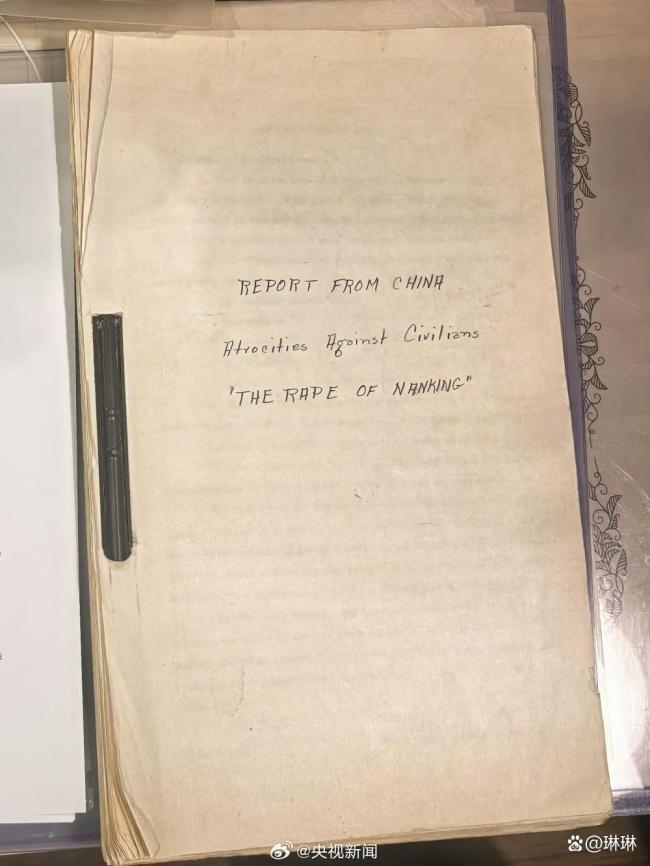 REPORT FROM CHINA
Atrocities Against Civilians
"THE RAPE OF NANKING"
@央视新闻
@琳琳